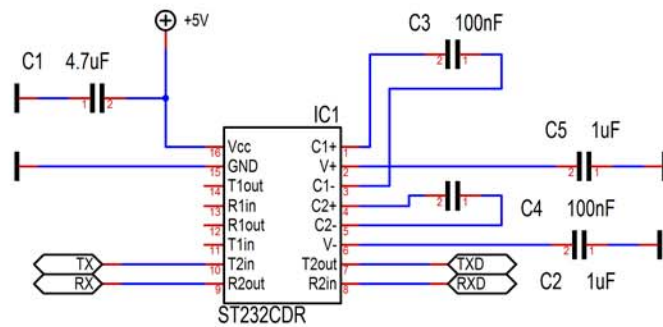 +5V
C3 100nF
C1 4.7uF
2 1
1 2
IC1
C5 1uF
16 Vcc C1+ 1
15 GND V+ 2
2 1
14 T1out C1- 3
13 R1in C2+ 4
2 1
12 R1out C2- 5
C4 100nF
11 T1in V- 6
2 1
TX 10 T2in T2out 7 TXD
RX 9 R2out R2in 8 RXD
C2 1uF
ST232CDR